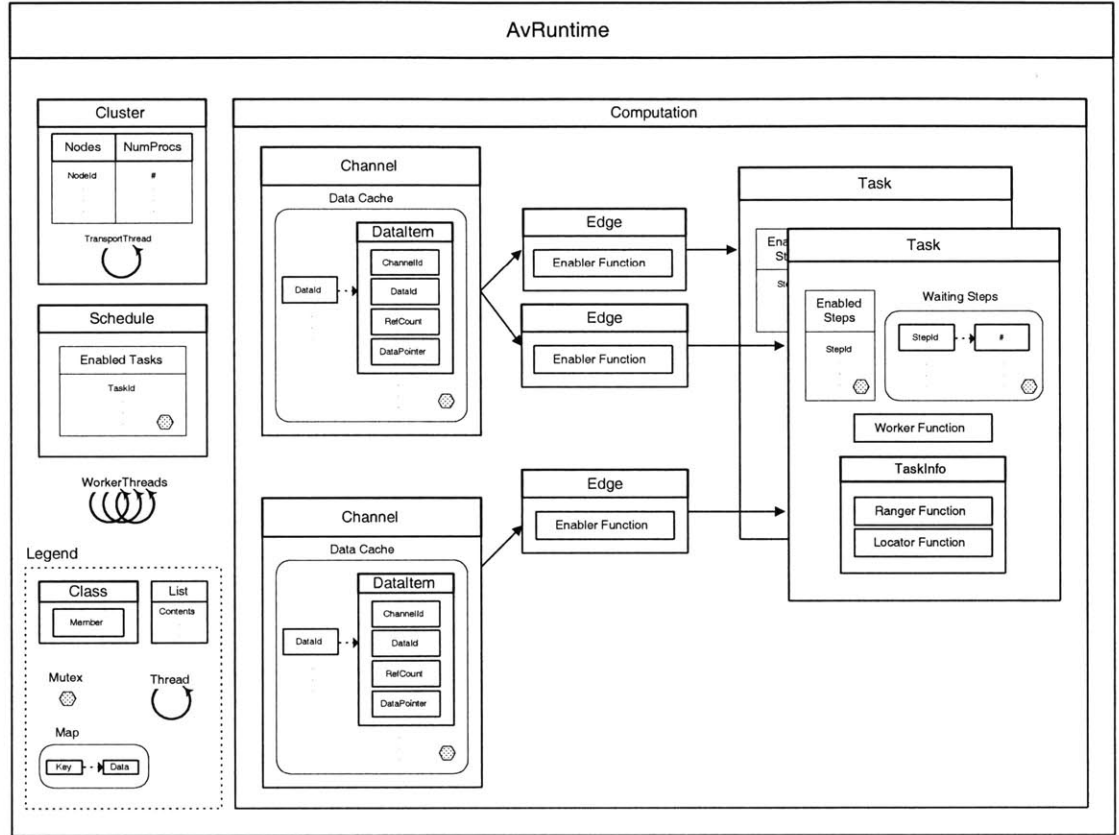 AvRuntime
Cluster
Nodes NumProcs
NodeId #
TransportThread
Schedule
Enabled Tasks
TaskId
WorkerThreads
Legend
Class
Member
List
Contents
Mutex
Thread
Map
Key Data
Computation
Channel
Data Cache
DataItem
DataId
ChannelId
DataId
RefCount
DataPointer
Channel
Data Cache
DataItem
DataId
ChannelId
DataId
RefCount
DataPointer
Edge
Enabler Function
Edge
Enabler Function
Edge
Enabler Function
Task
Task
Enabled
Steps
StepId
Waiting Steps
StepId #
Worker Function
TaskInfo
Ranger Function
Locator Function